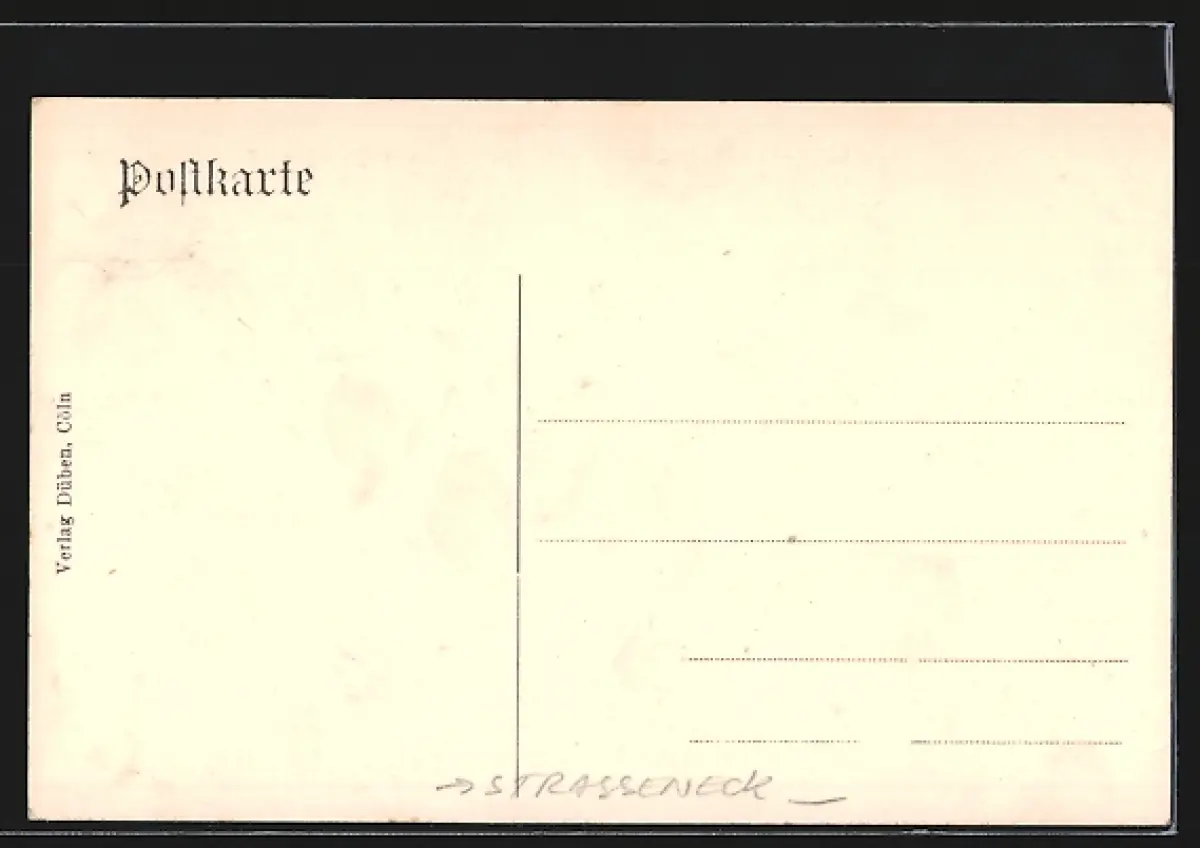 Postkarte
Verlag Düben, Cöln
→ STRASSENECK